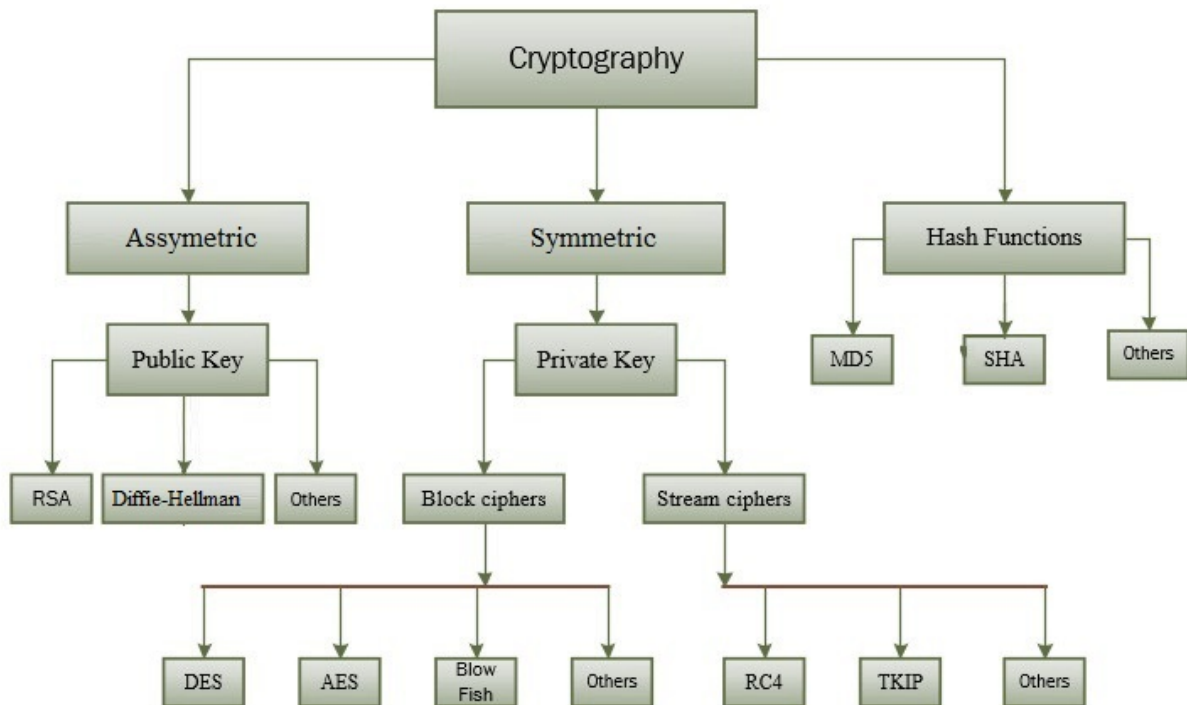 Cryptography
Assymetric
Symmetric
Hash Functions
Public Key
Private Key
MD5
SHA
Others
RSA
Diffie-Hellman
Others
Block ciphers
Stream ciphers
DES
AES
Blow
Fish
Others
RC4
TKIP
Others